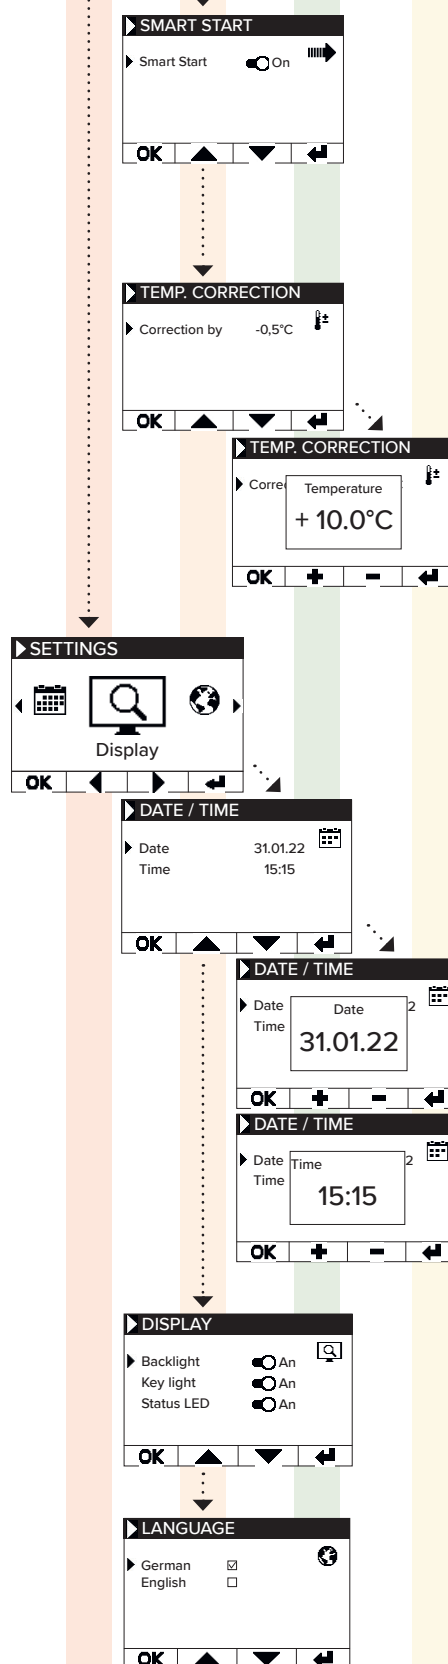 SMART START
Smart Start On
OK
TEMP. CORRECTION
Correction by -0,5°C
OK
TEMP. CORRECTION
Corre
Temperature
+ 10.0°C
OK
SETTINGS
Display
OK
DATE / TIME
Date 31.01.22
Time 15:15
OK
DATE / TIME
Date 2
Time
Date
31.01.22
OK
DATE / TIME
Date 2
Time
Time
15:15
OK
DISPLAY
Backlight An
Key light An
Status LED An
OK
LANGUAGE
German
English
OK